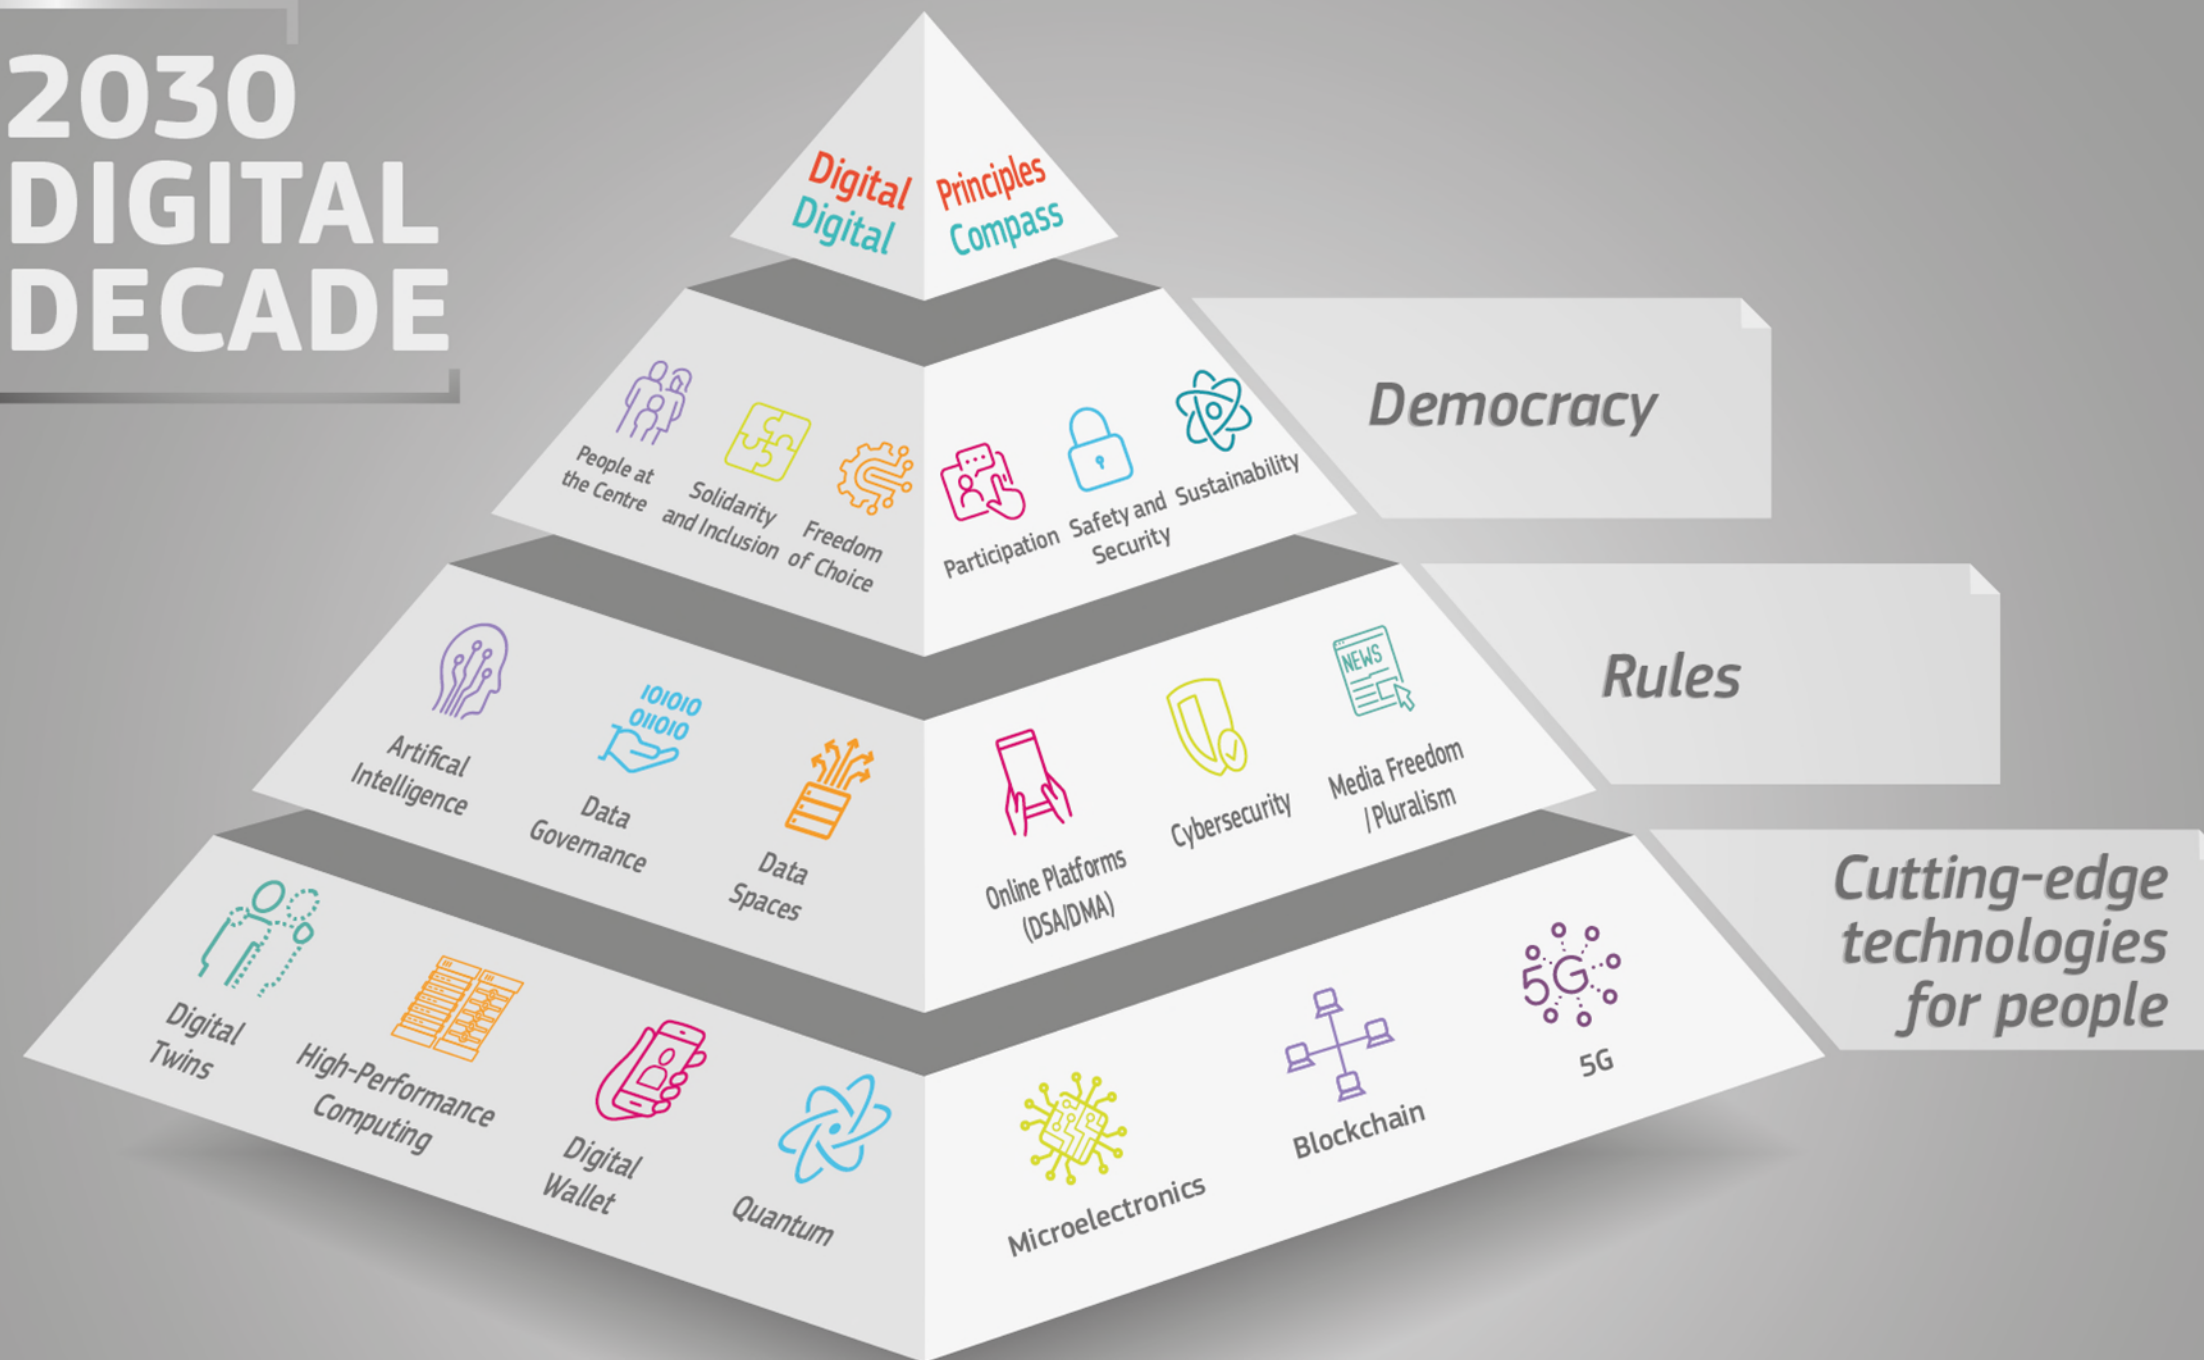 2030
DIGITAL
DECADE
Digital Principles
Digital Compass
People at
the Centre
Solidarity
and Inclusion
Freedom
of Choice
Participation
Safety and
Security
Sustainability
Democracy
Artifical
Intelligence
101010
011010
Data
Governance
Data
Spaces
Online Platforms
(DSA/DMA)
Cybersecurity
NEWS
Media Freedom
/Pluralism
Rules
Digital
Twins
High-Performance
Computing
Digital
Wallet
Quantum
Microelectronics
Blockchain
5G
5G
Cutting-edge
technologies
for people